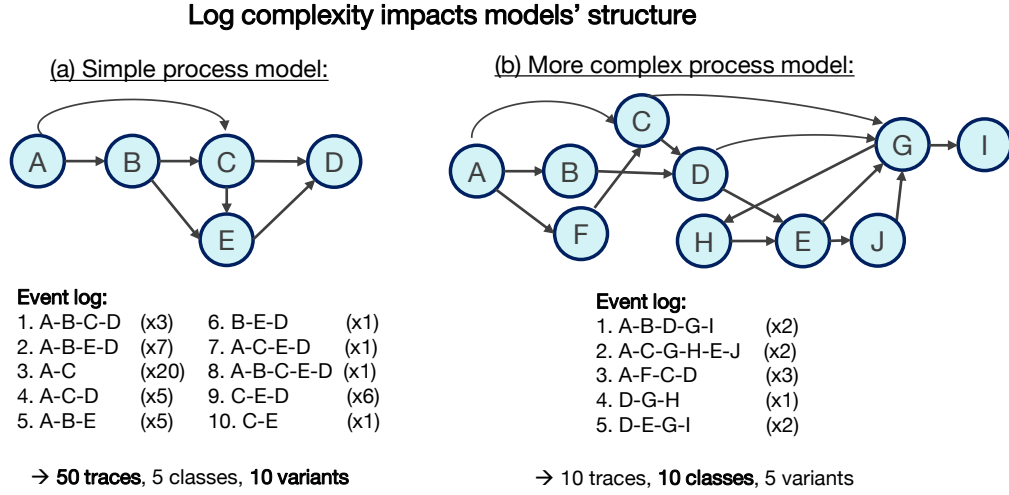 Log complexity impacts models' structure
(a) Simple process model:
A
B
C
D
E
Event log:
1. A-B-C-D (x3)
2. A-B-E-D (x7)
3. A-C (x20)
4. A-C-D (x5)
5. A-B-E (x5)
6. B-E-D (x1)
7. A-C-E-D (x1)
8. A-B-C-E-D (x1)
9. C-E-D (x6)
10. C-E (x1)
→ 50 traces, 5 classes, 10 variants
(b) More complex process model:
A
B
F
C
D
H
E
J
G
I
Event log:
1. A-B-D-G-I (x2)
2. A-C-G-H-E-J (x2)
3. A-F-C-D (x3)
4. D-G-H (x1)
5. D-E-G-I (x2)
→ 10 traces, 10 classes, 5 variants